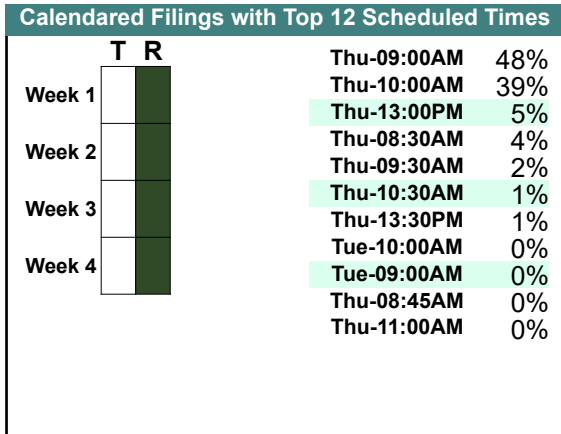 Calendared Filings with Top 12 Scheduled Times
T R
Week 1
Week 2
Week 3
Week 4
Thu-09:00AM 48%
Thu-10:00AM 39%
Thu-13:00PM 5%
Thu-08:30AM 4%
Thu-09:30AM 2%
Thu-10:30AM 1%
Thu-13:30PM 1%
Tue-10:00AM 0%
Tue-09:00AM 0%
Thu-08:45AM 0%
Thu-11:00AM 0%